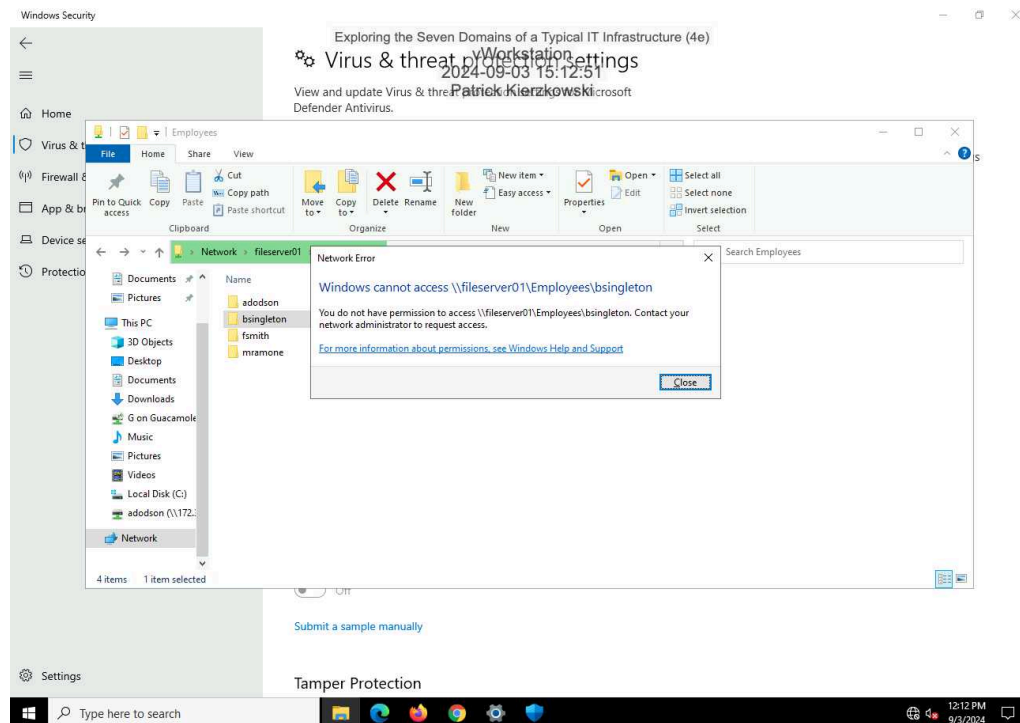 Windows Security
Exploring the Seven Domains of a Typical IT Infrastructure (4e)
vWorkstation
2024-09-03 15:12:51
Patrick Kierzkowski
Virus & threat protection settings
View and update Virus & threat protection settings for Microsoft
Defender Antivirus.
Home
Virus & t
Firewall &
App & br
Device se
Protectio
Settings
Employees
File Home Share View
s
Pin to Quick access
Copy
Paste
Cut
Copy path
Paste shortcut
Clipboard
Move to
Copy to
Delete
Rename
Organize
New folder
New item
Easy access
New
Properties
Open
Edit
Open
Select all
Select none
Invert selection
Select
Network fileserver01
Search Employees
Documents
Pictures
This PC
3D Objects
Desktop
Documents
Downloads
G on Guacamole
Music
Pictures
Videos
Local Disk (C:)
adodson (\\172.
Network
Name
adodson
bsingleton
fsmith
mramone
Network Error
Windows cannot access \\fileserver01\Employees\bsingleton
You do not have permission to access \\fileserver01\Employees\bsingleton. Contact your
network administrator to request access.
For more information about permissions, see Windows Help and Support
Close
4 items 1 item selected
Off
Submit a sample manually
Tamper Protection
Type here to search
12:12 PM
9/3/2024